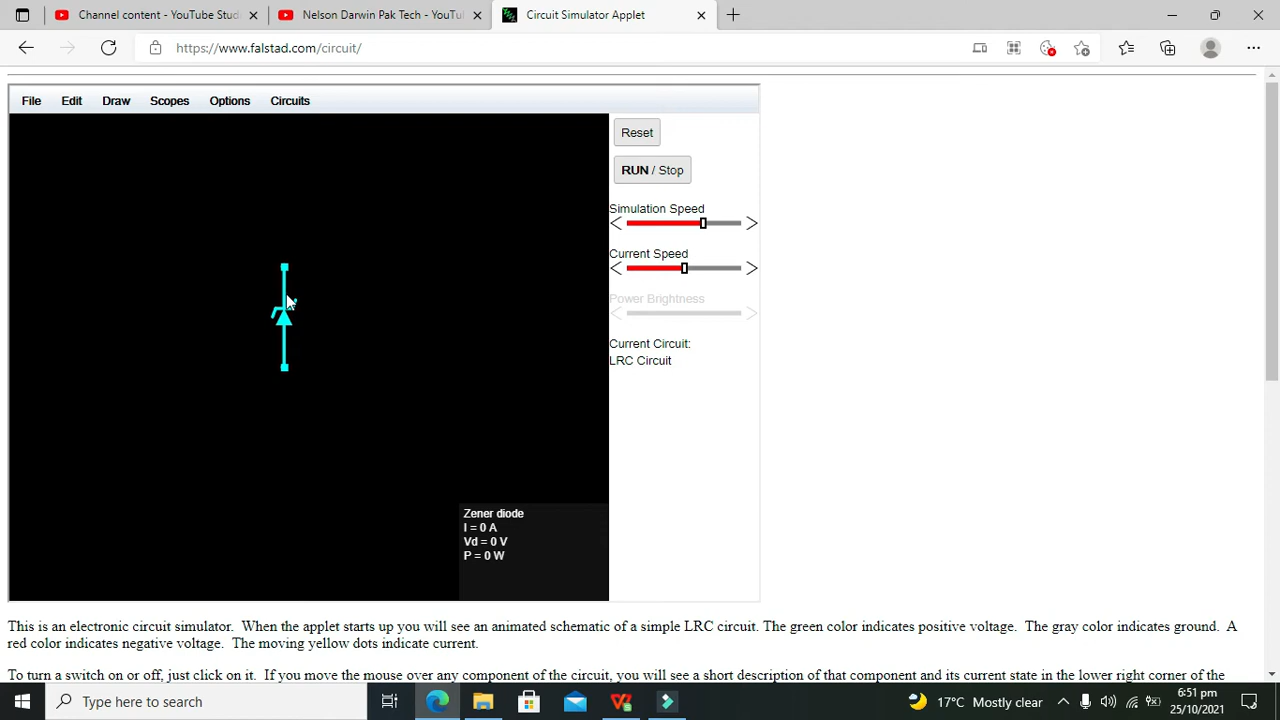 Channel content - YouTube Stud
Nelson Darwin Pak Tech - YouTu
Circuit Simulator Applet
https://www.falstad.com/circuit/
File Edit Draw Scopes Options Circuits
Reset
RUN / Stop
Simulation Speed
Current Speed
Power Brightness
Current Circuit:
LRC Circuit
Zener diode
I = 0 A
Vd = 0 V
P = 0 W
This is an electronic circuit simulator. When the applet starts up you will see an animated schematic of a simple LRC circuit. The green color indicates positive voltage. The gray color indicates ground. A
red color indicates negative voltage. The moving yellow dots indicate current.
To turn a switch on or off, just click on it. If you move the mouse over any component of the circuit, you will see a short description of that component and its current state in the lower right corner of the
Type here to search
17°C Mostly clear
6:51 pm
25/10/2021